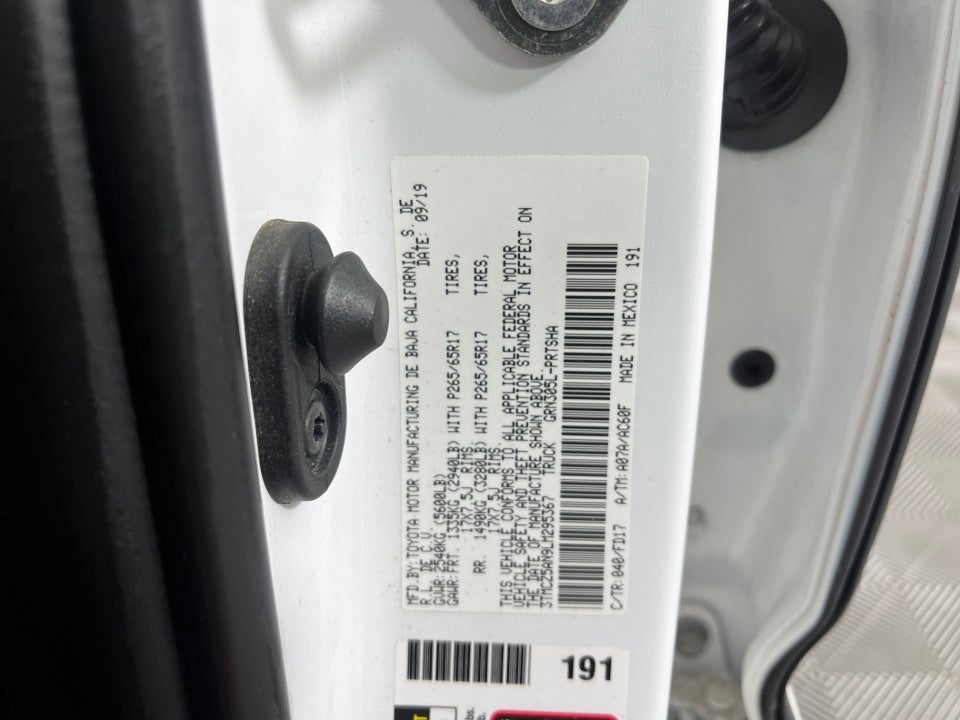 MFD.BY:TOYOTA MOTOR MANUFACTURING DE BAJA CALIFORNIA, S. DE
R.L. DE C.V. DATE: 09/19
GVWR: 2540KG (5600LB)
GAWR:FRT. 1335KG (2940LB) WITH P265/65R17 TIRES,
17X7.5J RIMS
RR. 1490KG (3280LB) WITH P265/65R17 TIRES,
17X7.5J RIMS
THIS VEHICLE CONFORMS TO ALL APPLICABLE FEDERAL MOTOR
VEHICLE SAFETY AND THEFT PREVENTION STANDARDS IN EFFECT ON
THE DATE OF MANUFACTURE SHOWN ABOVE.
3TMCZ5AN9LM295367 TRUCK GRN305L-PRTSHA
C/TR:040/FD17 A/TM:A07A/AC60F MADE IN MEXICO 191
191